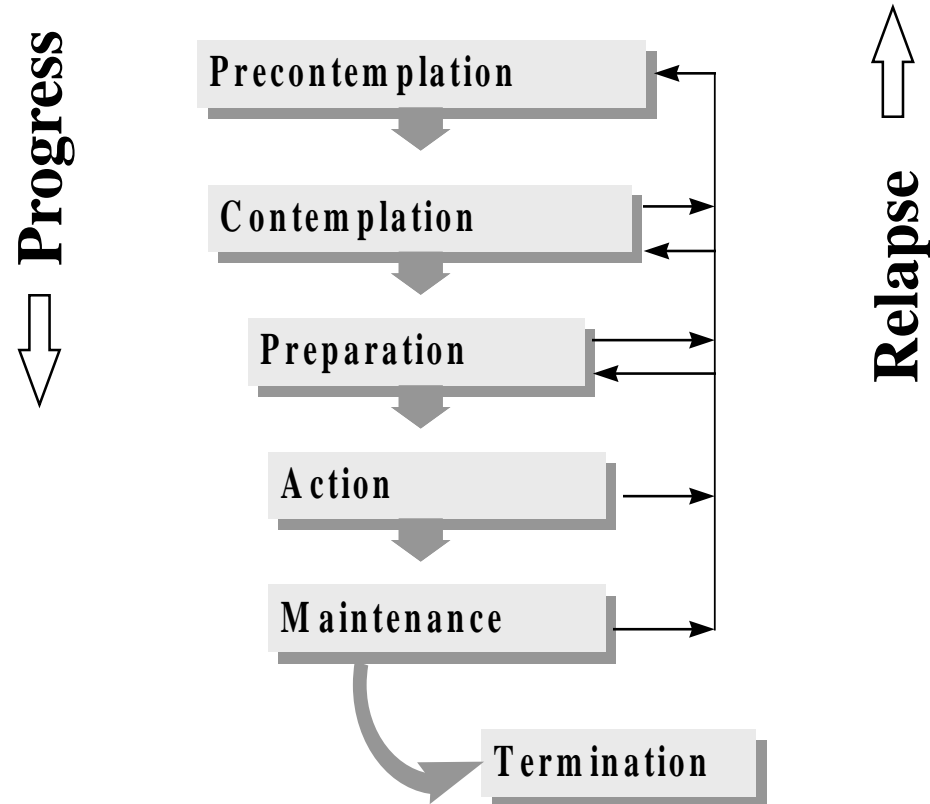 Progress
Precontemplation
Contemplation
Preparation
Action
Maintenance
Termination
Relapse